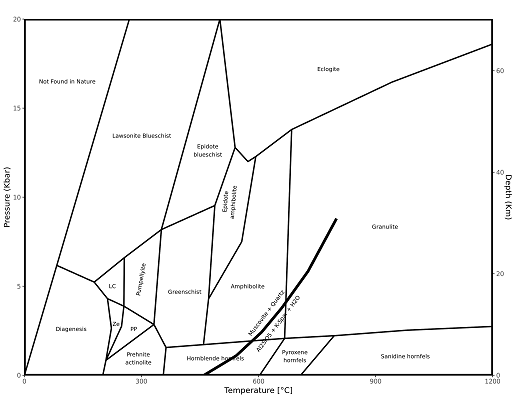 20
15
10
5
0
Pressure (Kbar)
0
300
600
900
1200
Temperature [°C]
60
40
20
0
Depth (Km)
Not Found in Nature
Lawsonite Blueschist
Epidote
blueschist
Eclogite
Epidote
amphibolite
Granulite
LC
Pumpellyite
Greenschist
Amphibolite
Diagenesis
Ze
PP
Prehnite
actinolite
Hornblende hornfels
Pyroxene
hornfels
Sanidine hornfels
Muscovite + Quartz
Al2SiO5 + K-Spar + H2O